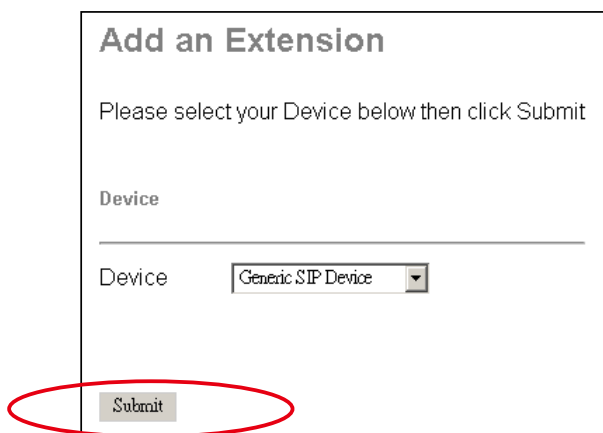 Add an Extension
Please select your Device below then click Submit
Device
Device Generic SIP Device
Submit